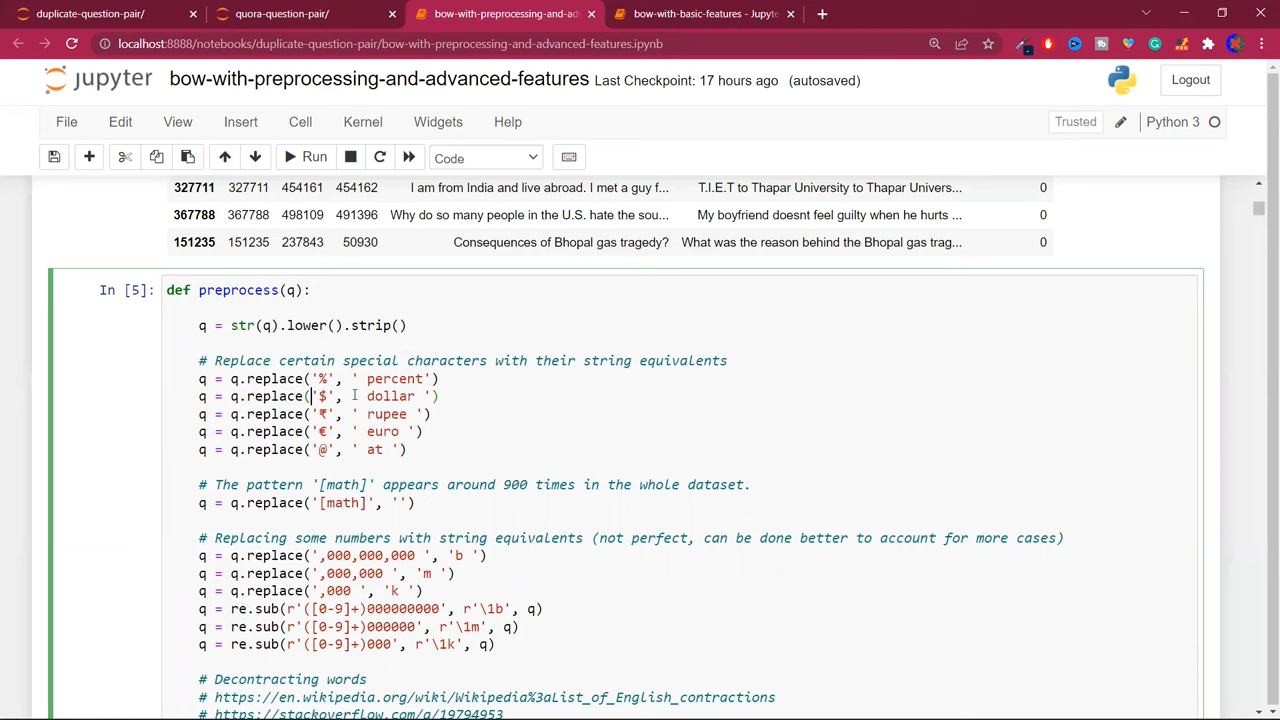 duplicate-question-pair/
quora-question-pair/
bow-with-preprocessing-and-adv
bow-with-basic-features - Jupyte
localhost:8888/notebooks/duplicate-question-pair/bow-with-preprocessing-and-advanced-features.ipynb
jupyter bow-with-preprocessing-and-advanced-features Last Checkpoint: 17 hours ago (autosaved) Logout
File Edit View Insert Cell Kernel Widgets Help Trusted Python 3
Run Code
327711 327711 454161 454162 I am from India and live abroad. I met a guy f... T.I.E.T to Thapar University to Thapar Univers... 0
367788 367788 498109 491396 Why do so many people in the U.S. hate the sou... My boyfriend doesnt feel guilty when he hurts ... 0
151235 151235 237843 50930 Consequences of Bhopal gas tragedy? What was the reason behind the Bhopal gas trag... 0
In [5]: def preprocess(q):
q = str(q).lower().strip()
# Replace certain special characters with their string equivalents
q = q.replace('%', ' percent')
q = q.replace('$', ' dollar ')
q = q.replace('₹', ' rupee ')
q = q.replace('€', ' euro ')
q = q.replace('@', ' at ')
# The pattern '[math]' appears around 900 times in the whole dataset.
q = q.replace('[math]', '')
# Replacing some numbers with string equivalents (not perfect, can be done better to account for more cases)
q = q.replace(',000,000,000 ', 'b ')
q = q.replace(',000,000 ', 'm ')
q = q.replace(',000 ', 'k ')
q = re.sub(r'([0-9]+)000000000', r'\1b', q)
q = re.sub(r'([0-9]+)000000', r'\1m', q)
q = re.sub(r'([0-9]+)000', r'\1k', q)
# Decontracting words
# https://en.wikipedia.org/wiki/Wikipedia%3aList_of_English_contractions
# https://stackoverflow.com/a/19794953